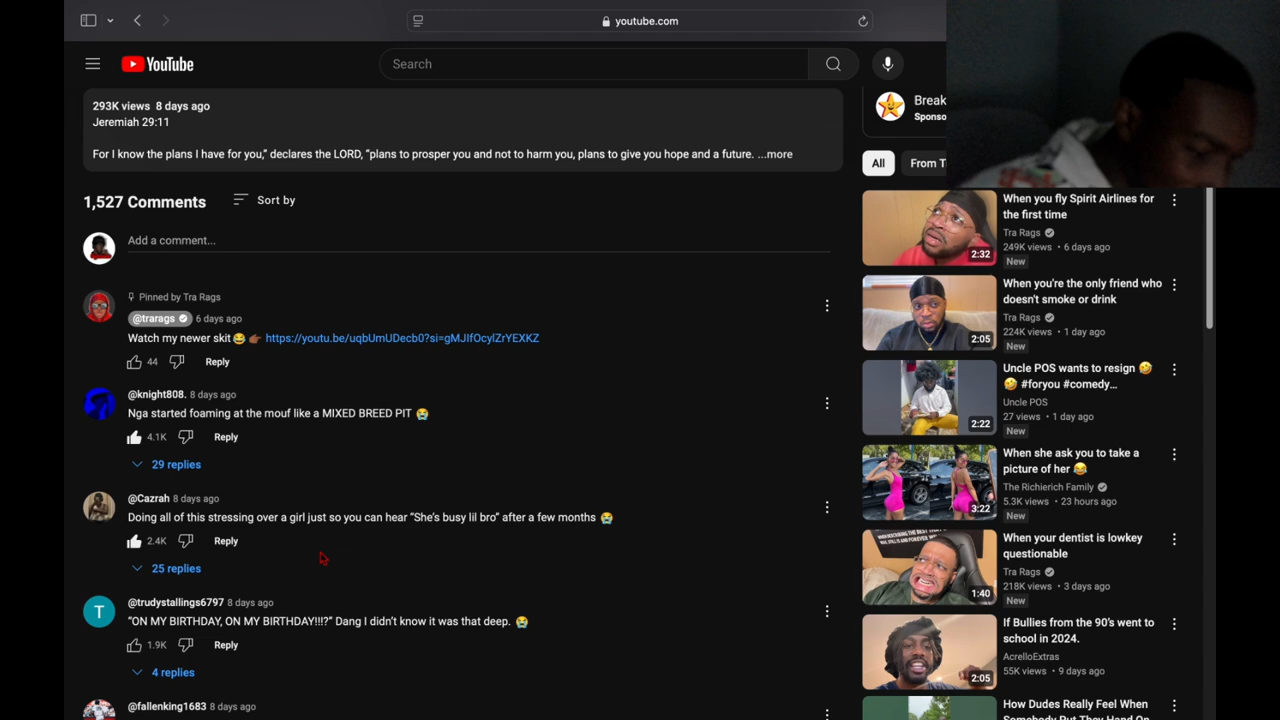 youtube.com
YouTube
Search
293K views 8 days ago
Jeremiah 29:11
For I know the plans I have for you,” declares the LORD, “plans to prosper you and not to harm you, plans to give you hope and a future. ...more
1,527 Comments
Sort by
Add a comment...
Pinned by Tra Rags
@trarags 6 days ago
Watch my newer skit😂 👉🏾 https://youtu.be/uqbUmUDecb0?si=gMJIfOcylZrYEXKZ
44 Reply
@knight808. 8 days ago
Nga started foaming at the mouf like a MIXED BREED PIT 😭
4.1K Reply
29 replies
@Cazrah 8 days ago
Doing all of this stressing over a girl just so you can hear “She’s busy lil bro” after a few months 😭
2.4K Reply
25 replies
T
@trudystallings6797 8 days ago
“ON MY BIRTHDAY, ON MY BIRTHDAY!!!?” Dang I didn’t know it was that deep. 😭
1.9K Reply
4 replies
@fallenking1683 8 days ago
Break
Sponso
All From T
When you fly Spirit Airlines for
the first time
Tra Rags
249K views • 6 days ago
New
2:32
When you're the only friend who
doesn't smoke or drink
Tra Rags
224K views • 1 day ago
New
2:05
Uncle POS wants to resign 🤣
🤣 #foryou #comedy…
Uncle POS
27 views • 1 day ago
New
2:22
When she ask you to take a
picture of her 😂
The Richierich Family
5.3K views • 23 hours ago
New
3:22
When your dentist is lowkey
questionable
Tra Rags
218K views • 3 days ago
New
1:40
If Bullies from the 90's went to
school in 2024.
AcrelloExtras
55K views • 9 days ago
2:05
How Dudes Really Feel When
Somebody Put They Hand On